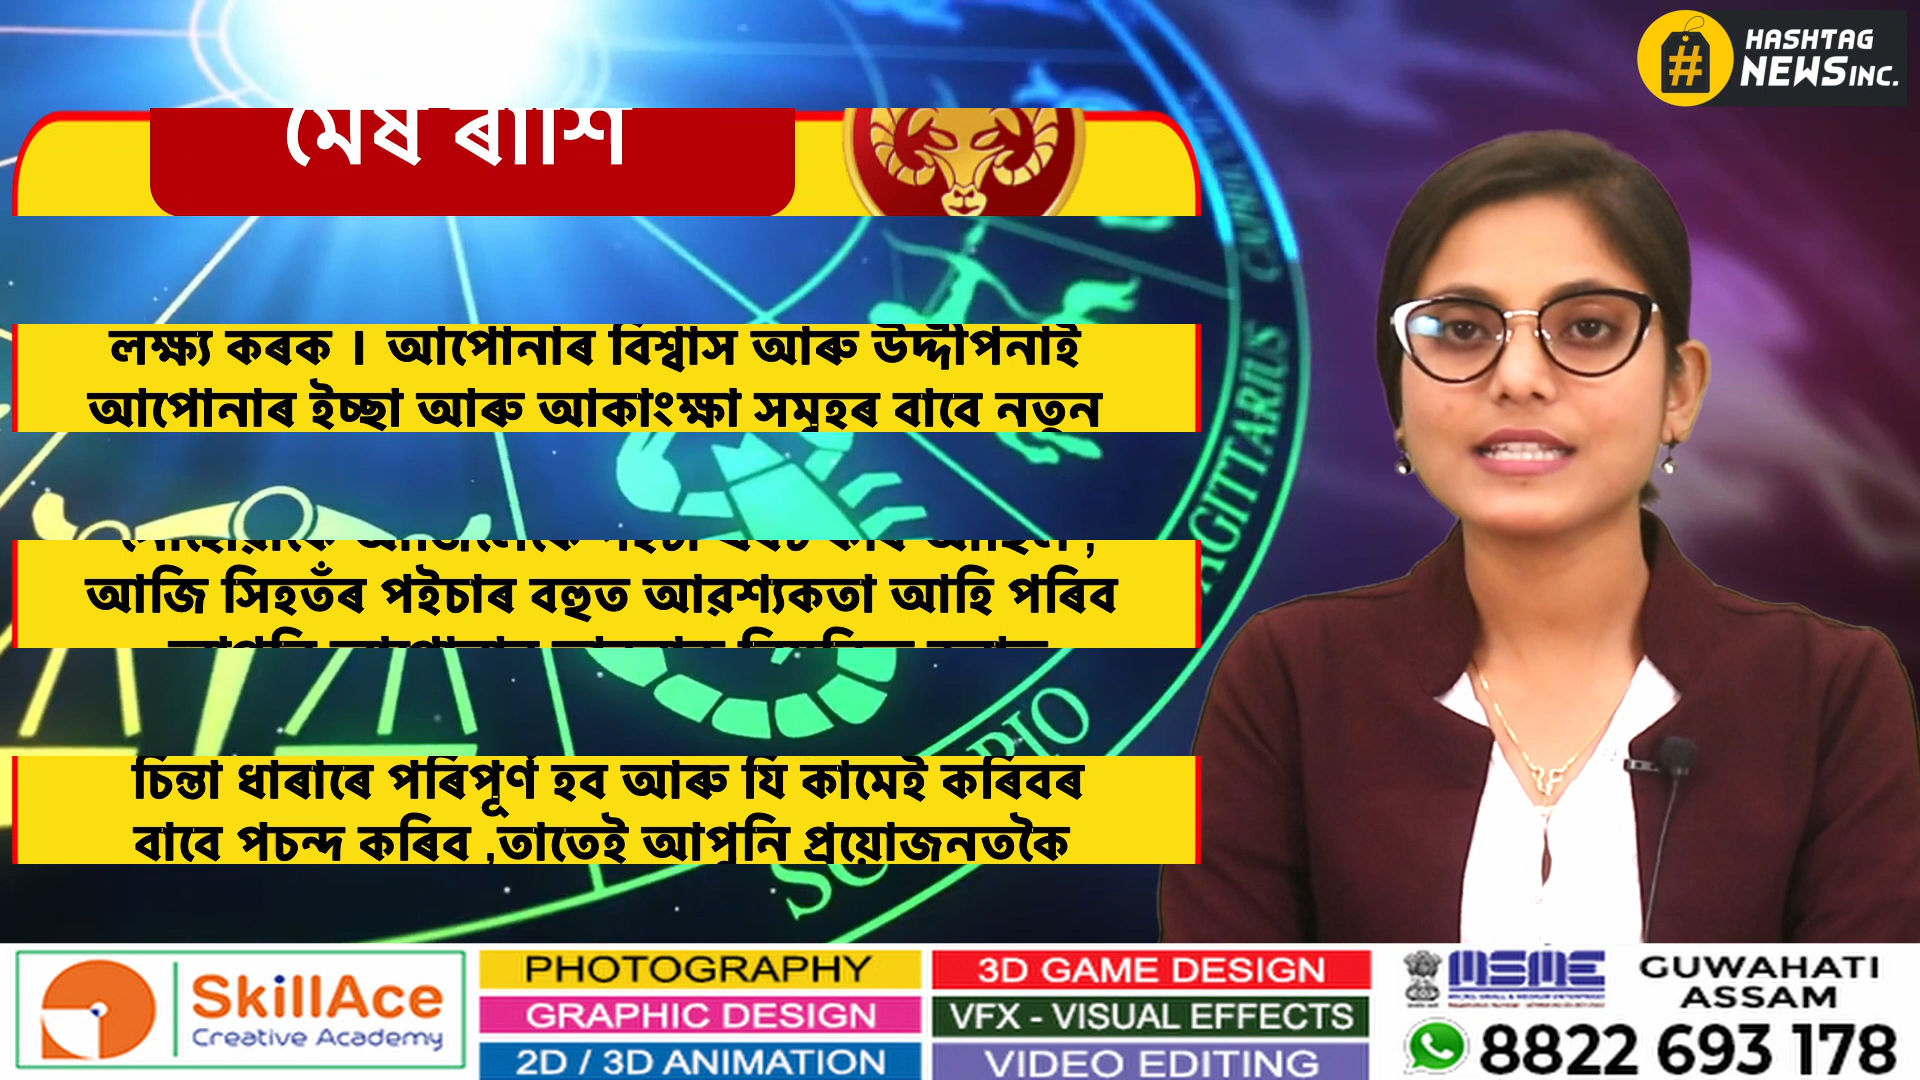 HASHTAG
NEWS INC.
মেষ ৰাশি
লক্ষ্য কৰক । আপোনাৰ বিশ্বাস আৰু উদ্দীপনাই
আপোনাৰ ইচ্ছা আৰু আকাংক্ষা সমূহৰ বাবে নতুন
আজি সিহতঁৰ পইচাৰ বহুত আৱশ্যকতা আহি পৰিব
চিন্তা ধাৰাৰে পৰিপূৰ্ণ হব আৰু যি কামেই কৰিবৰ
বাবে পচন্দ কৰিব ,তাতেই আপুনি প্ৰয়োজনতকৈ
SAGITTARIUS
SkillAce
Creative Academy
PHOTOGRAPHY
GRAPHIC DESIGN
2D / 3D ANIMATION
3D GAME DESIGN
VFX - VISUAL EFFECTS
VIDEO EDITING
MSME
GUWAHATI
ASSAM
8822 693 178